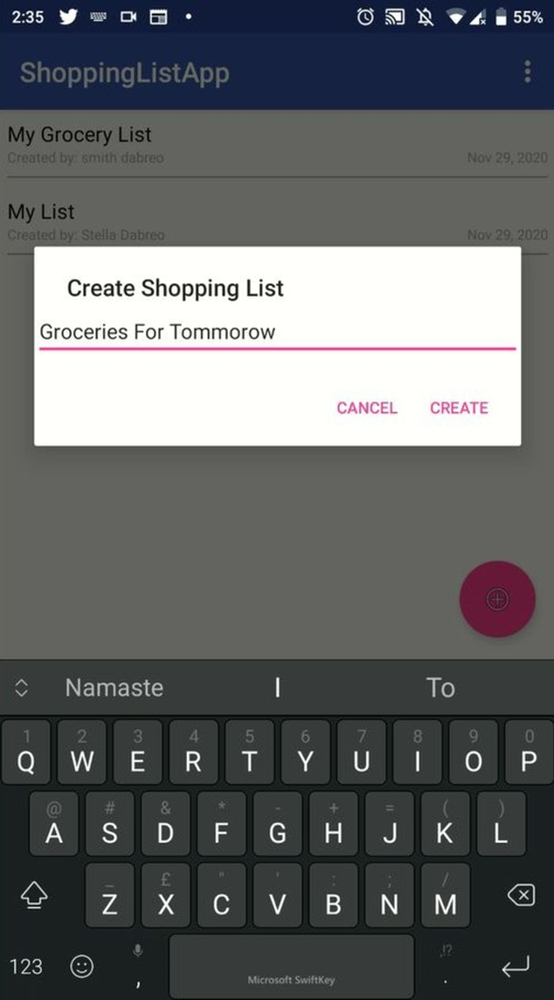 2:35 55%
ShoppingListApp
My Grocery List
Created by: smith dabreo Nov 29, 2020
My List
Created by: Stella Dabreo Nov 29, 2020
Create Shopping List
Groceries For Tommorow
CANCEL CREATE
Namaste I To
1 2 3 4 5 6 7 8 9 0
Q W E R T Y U I O P
@ # & * - + = ( )
A S D F G H J K L
_ £ " ' : ; /
Z X C V B N M
123 , Microsoft SwiftKey ,!? .